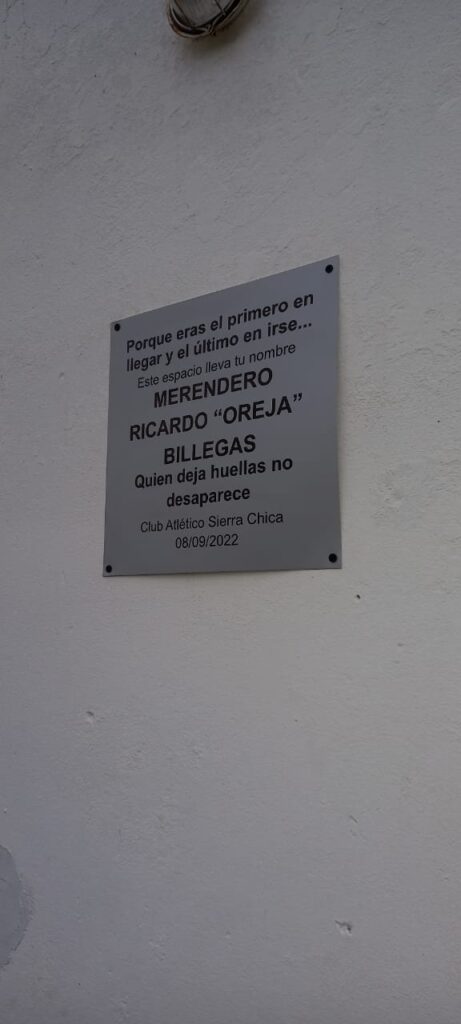 Porque eras el primero en
llegar y el último en irse...
Este espacio lleva tu nombre
MERENDERO
RICARDO “OREJA”
BILLEGAS
Quien deja huellas no
desaparece
Club Atlético Sierra Chica
08/09/2022